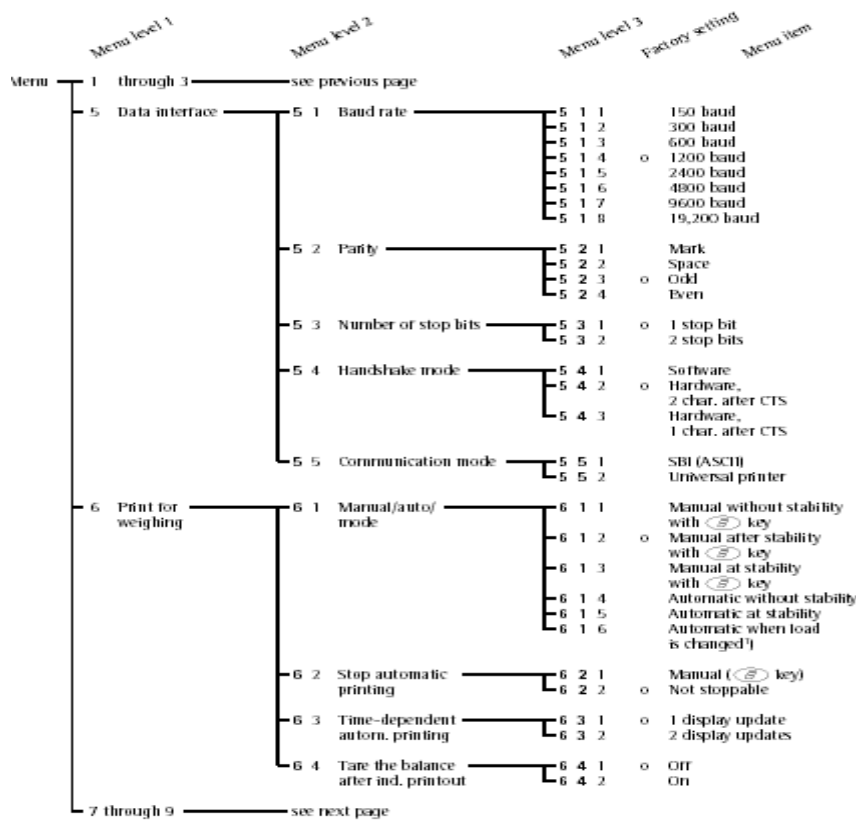 Menu level 1 Menu level 2 Menu level 3 Factory setting Menu item
Menu 1 through 3 see previous page
5 Data interface 5 1 Baud rate 5 1 1 150 baud
5 1 2 300 baud
5 1 3 600 baud
5 1 4 o 1200 baud
5 1 5 2400 baud
5 1 6 4800 baud
5 1 7 9600 baud
5 1 8 19,200 baud
5 2 Parity 5 2 1 Mark
5 2 2 Space
5 2 3 o Odd
5 2 4 Even
5 3 Number of stop bits 5 3 1 o 1 stop bit
5 3 2 2 stop bits
5 4 Handshake mode 5 4 1 Software
5 4 2 o Hardware,
2 char. after CTS
5 4 3 Hardware,
1 char. after CTS
5 5 Communication mode 5 5 1 SBI (ASCII)
5 5 2 Universal printer
6 Print for 6 1 Manual/auto/ 6 1 1 Manual without stability
weighing mode with key
6 1 2 o Manual after stability
with key
6 1 3 Manual at stability
with key
6 1 4 Automatic without stability
6 1 5 Automatic at stability
6 1 6 Automatic when load
is changed¹)
6 2 Stop automatic 6 2 1 Manual ( key)
printing 6 2 2 o Not stoppable
6 3 Time-dependent 6 3 1 o 1 display update
autom. printing 6 3 2 2 display updates
6 4 Tare the balance 6 4 1 o Off
after ind. printout 6 4 2 On
7 through 9 see next page